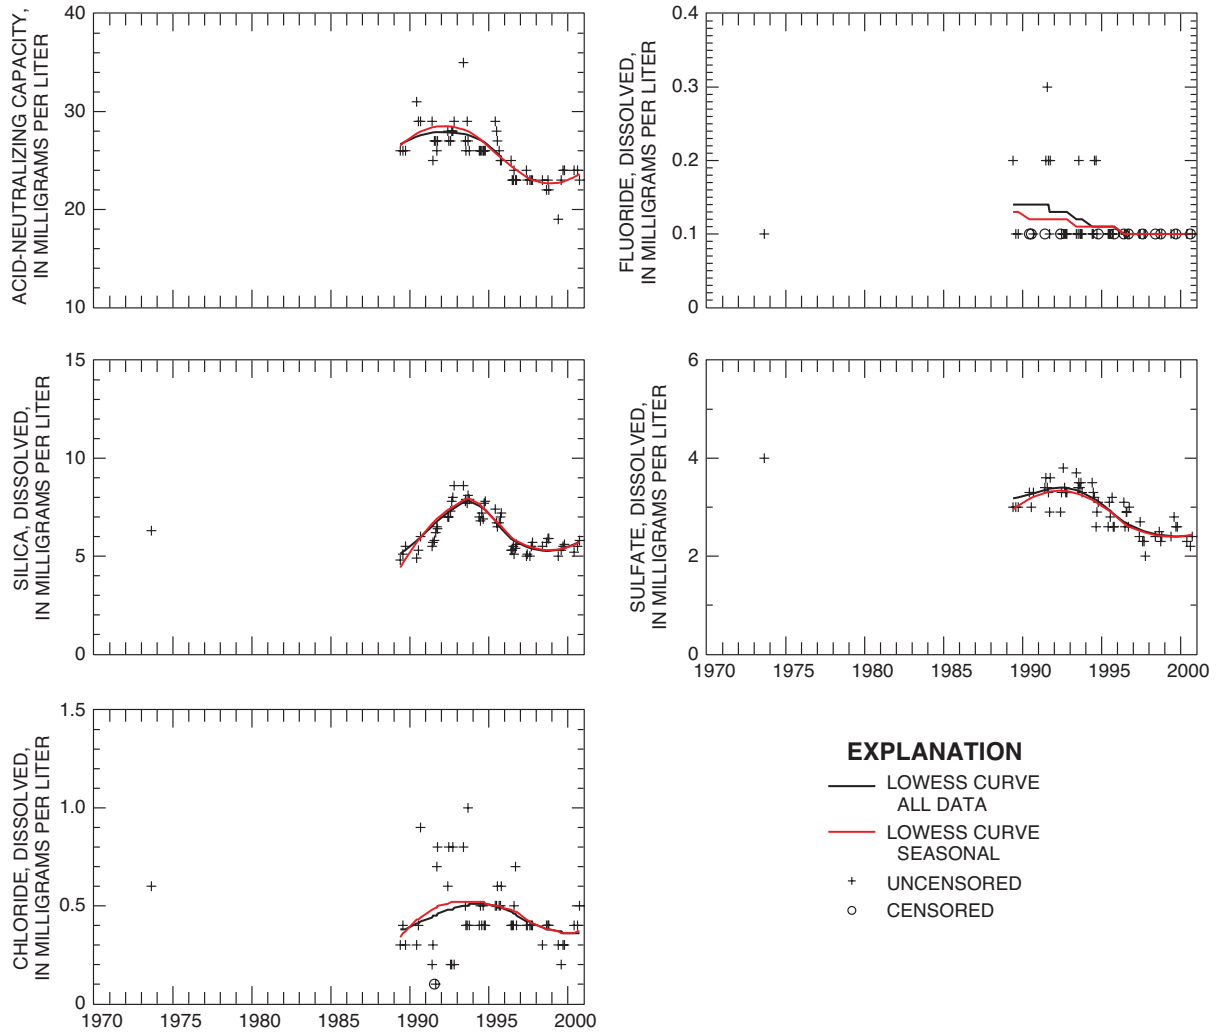 ACID-NEUTRALIZING CAPACITY,
IN MILLIGRAMS PER LITER
40
30
20
10
FLUORIDE, DISSOLVED,
IN MILLIGRAMS PER LITER
0.4
0.3
0.2
0.1
0
SILICA, DISSOLVED,
IN MILLIGRAMS PER LITER
15
10
5
0
SULFATE, DISSOLVED,
IN MILLIGRAMS PER LITER
6
4
2
0
1970 1975 1980 1985 1990 1995 2000
CHLORIDE, DISSOLVED,
IN MILLIGRAMS PER LITER
1.5
1.0
0.5
0
1970 1975 1980 1985 1990 1995 2000
EXPLANATION
LOWESS CURVE
ALL DATA
LOWESS CURVE
SEASONAL
UNCENSORED
CENSORED